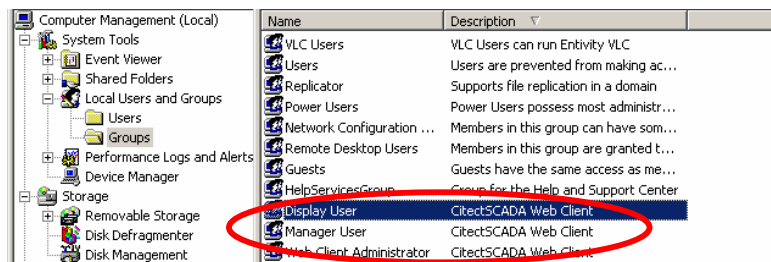 Computer Management (Local)
System Tools
Event Viewer
Shared Folders
Local Users and Groups
Users
Groups
Performance Logs and Alerts
Device Manager
Storage
Removable Storage
Disk Defragmenter
Disk Management
Name Description
VLC Users VLC Users can run Entivity VLC
Users Users are prevented from making ac...
Replicator Supports file replication in a domain
Power Users Power Users possess most administr...
Network Configuration ... Members in this group can have som...
Remote Desktop Users Members in this group are granted t...
Guests Guests have the same access as me...
HelpServicesGroup Group for the Help and Support Center
Display User CitectSCADA Web Client
Manager User CitectSCADA Web Client
Web Client Administrator CitectSCADA Web Client